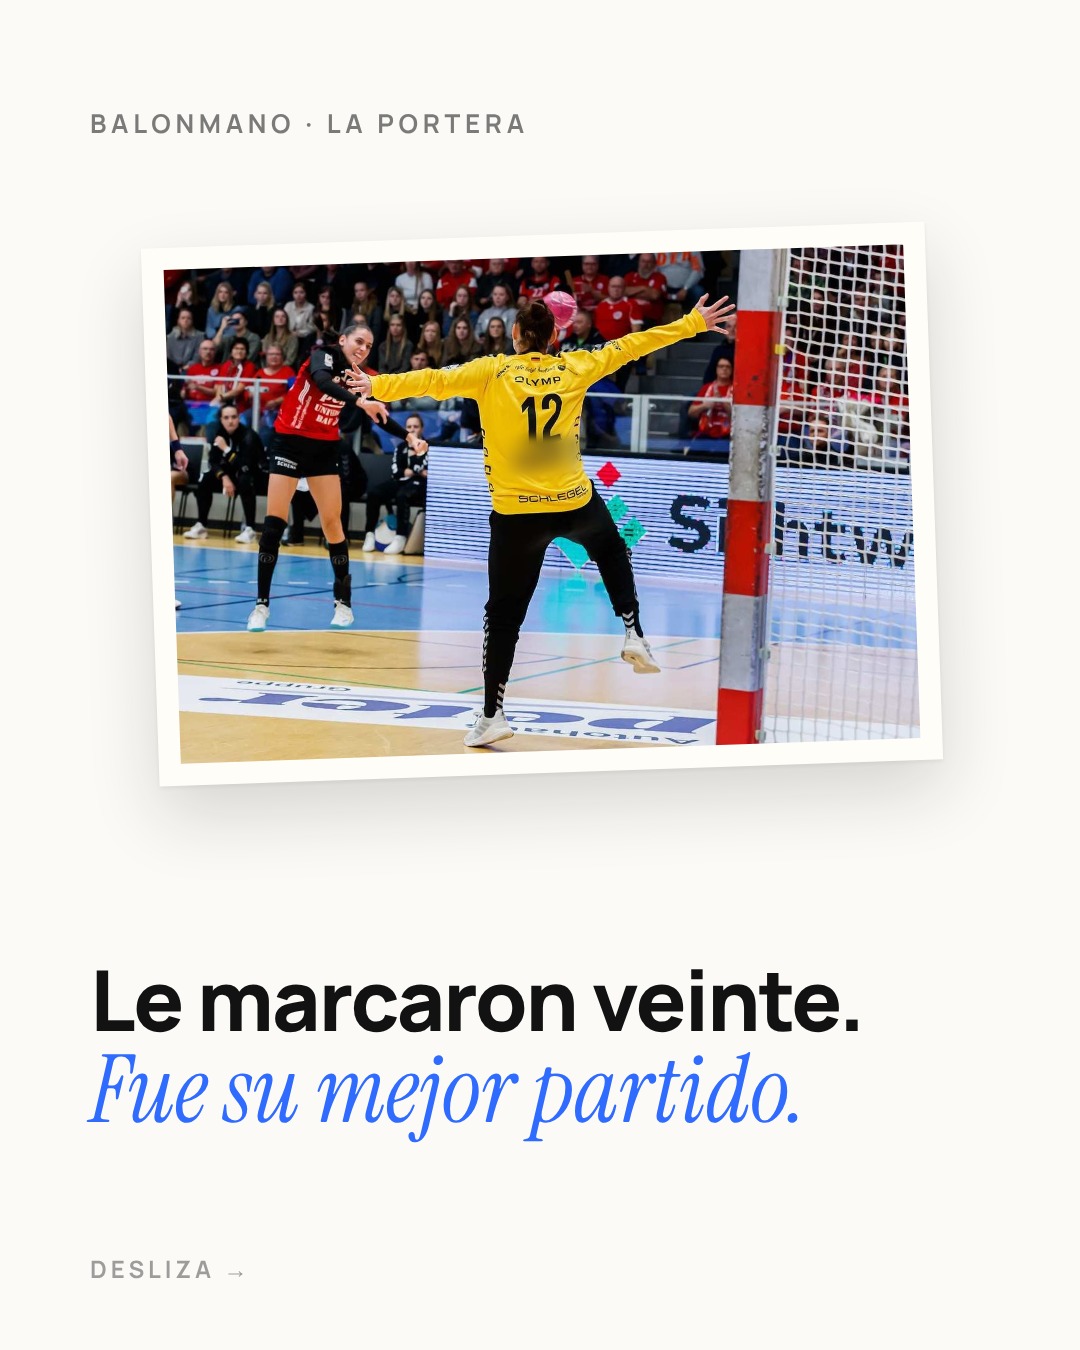 BALONMANO · LA PORTERA
OLYMP
12
SCHLEGEL
Le marcaron veinte.
Fue su mejor partido.
DESLIZA →